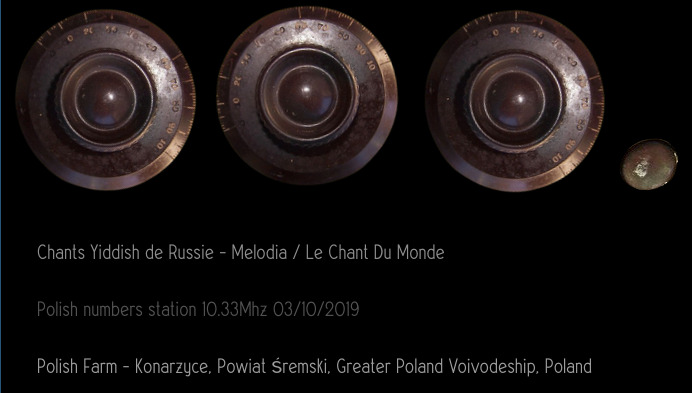 Chants Yiddish de Russie - Melodia / Le Chant Du Monde
Polish numbers station 10.33Mhz 03/10/2019
Polish Farm - Konarzyce, Powiat Śremski, Greater Poland Voivodeship, Poland